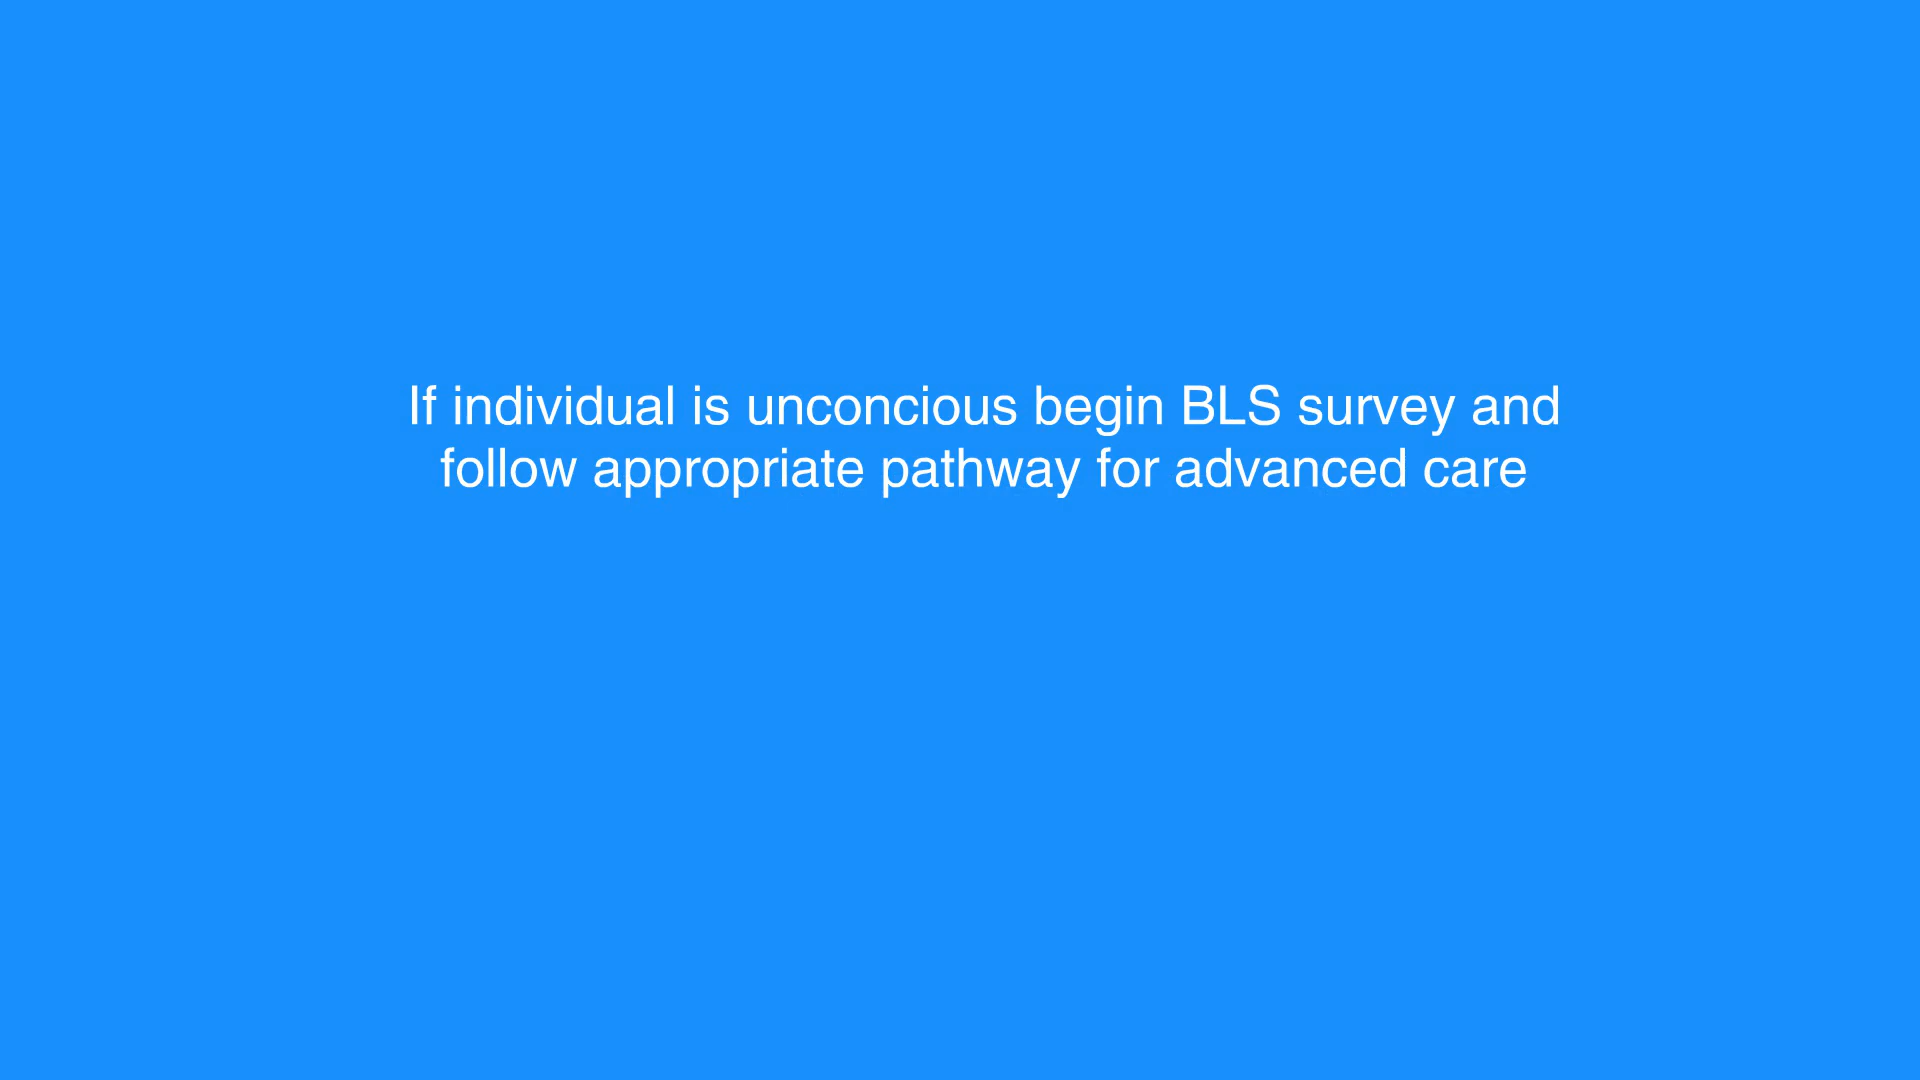 If individual is unconcious begin BLS survey and
follow appropriate pathway for advanced care